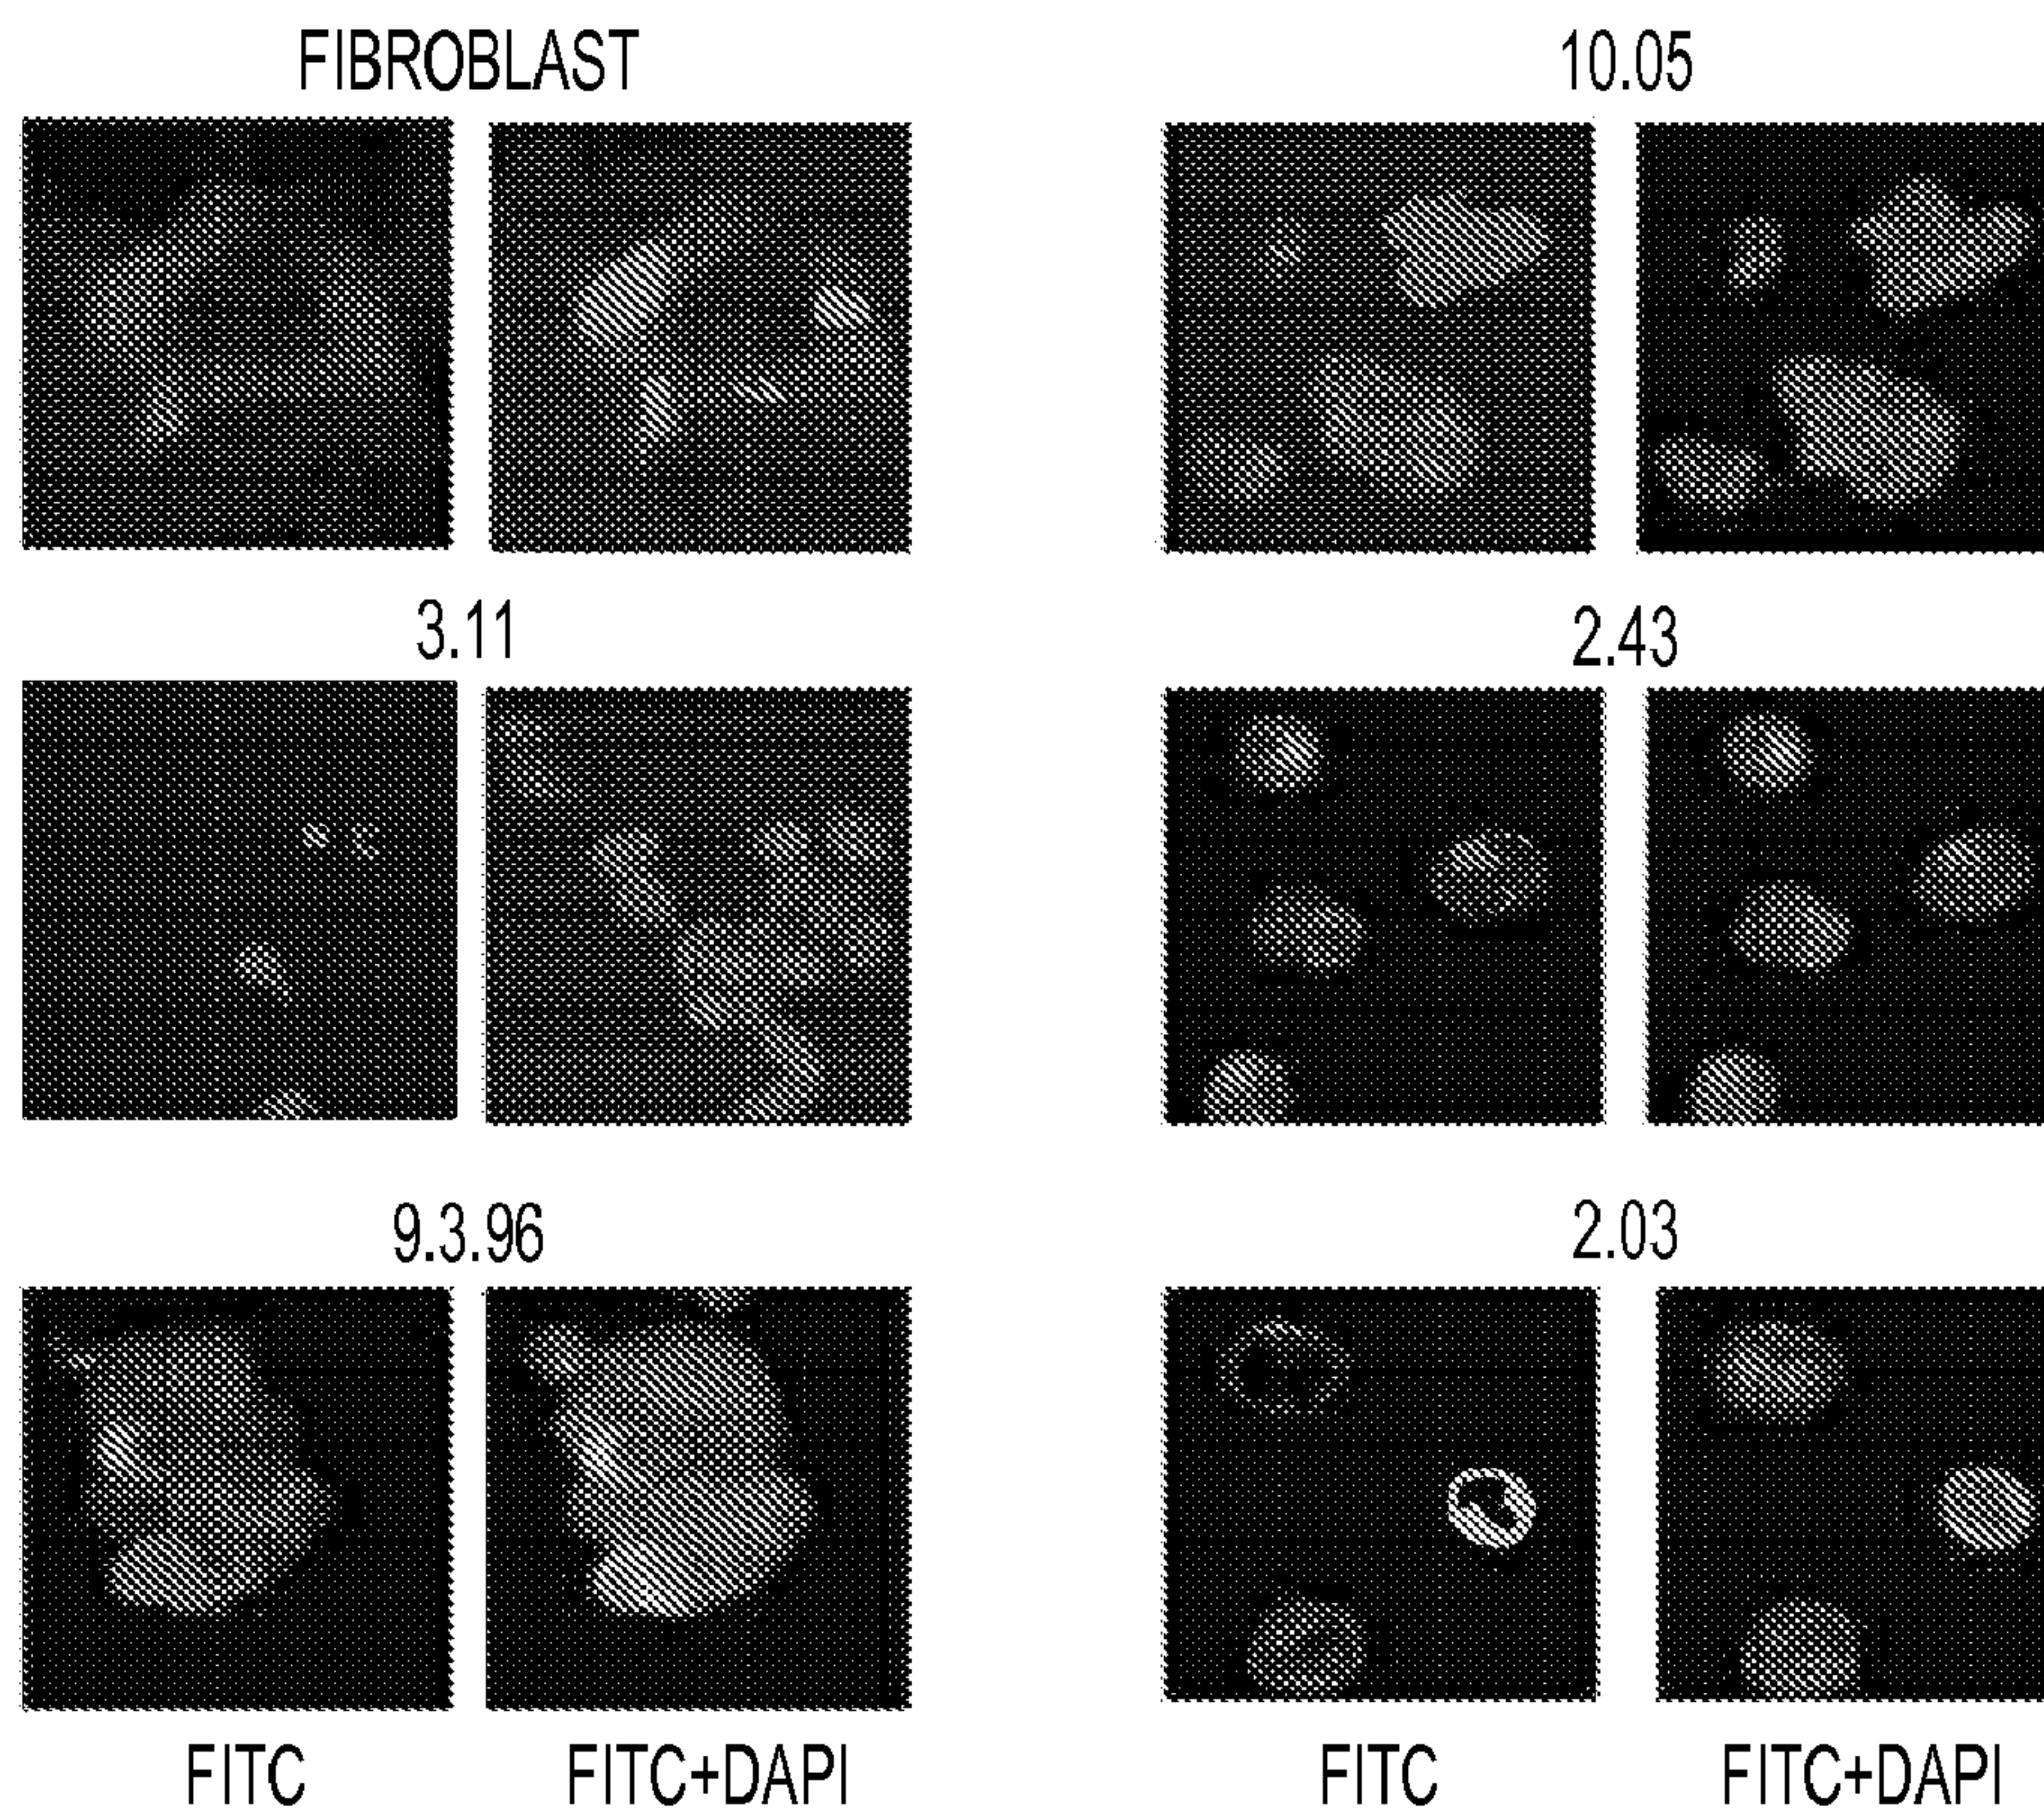 FIBROBLAST
10.05
3.11
2.43
9.3.96
2.03
FITC
FITC+DAPI
FITC
FITC+DAPI